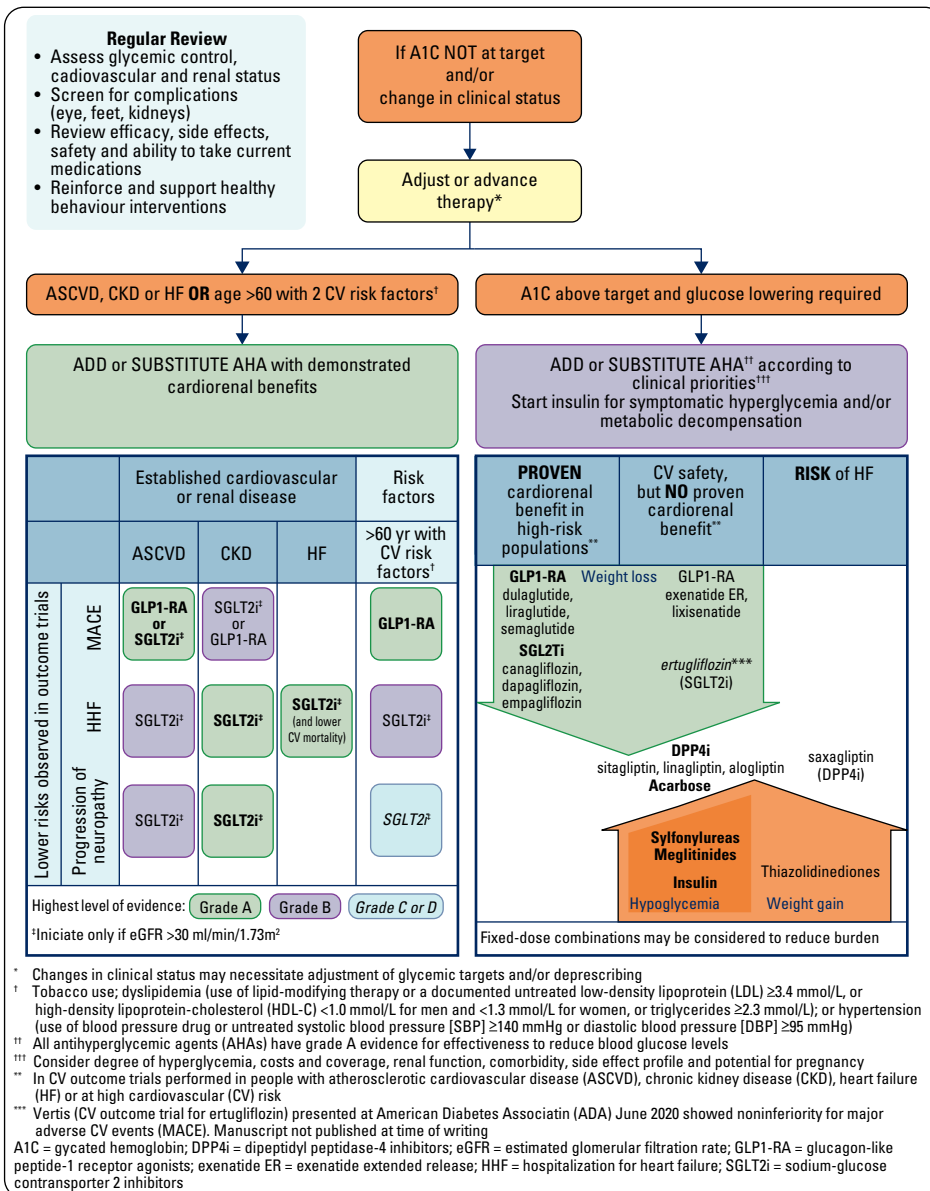 Regular Review
• Assess glycemic control,
cadiovascular and renal status
• Screen for complications
(eye, feet, kidneys)
• Review efficacy, side effects,
safety and ability to take current
medications
• Reinforce and support healthy
behaviour interventions
If A1C NOT at target
and/or
change in clinical status
Adjust or advance
therapy*
ASCVD, CKD or HF OR age >60 with 2 CV risk factors†
ADD or SUBSTITUTE AHA with demonstrated
cardiorenal benefits
Established cardiovascular
or renal disease
Risk
factors
ASCVD
CKD
HF
>60 yr with
CV risk
factors†
Lower risks observed in outcome trials
MACE
GLP1-RA
or
SGLT2i‡
SGLT2i‡
or
GLP1-RA
GLP1-RA
HHF
SGLT2i‡
SGLT2i‡
SGLT2i‡
(and lower
CV mortality)
SGLT2i‡
Progression of
neuropathy
SGLT2i‡
SGLT2i‡
SGLT2i‡
Highest level of evidence:
Grade A
Grade B
Grade C or D
‡Iniciate only if eGFR >30 ml/min/1.73m²
A1C above target and glucose lowering required
ADD or SUBSTITUTE AHA†† according to
clinical priorities†††
Start insulin for symptomatic hyperglycemia and/or
metabolic decompensation
PROVEN
cardiorenal
benefit in
high-risk
populations**
CV safety,
but NO proven
cardiorenal
benefit**
RISK of HF
GLP1-RA
dulaglutide,
liraglutide,
semaglutide
Weight loss
GLP1-RA
exenatide ER,
lixisenatide
SGL2Ti
canagliflozin,
dapagliflozin,
empagliflozin
ertugliflozin***
(SGLT2i)
DPP4i
sitagliptin, linagliptin, alogliptin
Acarbose
saxagliptin
(DPP4i)
Sylfonylureas
Meglitinides
Insulin
Hypoglycemia
Thiazolidinediones
Weight gain
Fixed-dose combinations may be considered to reduce burden
* Changes in clinical status may necessitate adjustment of glycemic targets and/or deprescribing
† Tobacco use; dyslipidemia (use of lipid-modifying therapy or a documented untreated low-density lipoprotein (LDL) ≥3.4 mmol/L, or
high-density lipoprotein-cholesterol (HDL-C) <1.0 mmol/L for men and <1.3 mmol/L for women, or triglycerides ≥2.3 mmol/L); or hypertension
(use of blood pressure drug or untreated systolic blood pressure [SBP] ≥140 mmHg or diastolic blood pressure [DBP] ≥95 mmHg)
†† All antihyperglycemic agents (AHAs) have grade A evidence for effectiveness to reduce blood glucose levels
††† Consider degree of hyperglycemia, costs and coverage, renal function, comorbidity, side effect profile and potential for pregnancy
** In CV outcome trials performed in people with atherosclerotic cardiovascular disease (ASCVD), chronic kidney disease (CKD), heart failure
(HF) or at high cardiovascular (CV) risk
*** Vertis (CV outcome trial for ertugliflozin) presented at American Diabetes Associatin (ADA) June 2020 showed noninferiority for major
adverse CV events (MACE). Manuscript not published at time of writing
A1C = gycated hemoglobin; DPP4i = dipeptidyl peptidase-4 inhibitors; eGFR = estimated glomerular filtration rate; GLP1-RA = glucagon-like
peptide-1 receptor agonists; exenatide ER = exenatide extended release; HHF = hospitalization for heart failure; SGLT2i = sodium-glucose
contransporter 2 inhibitors